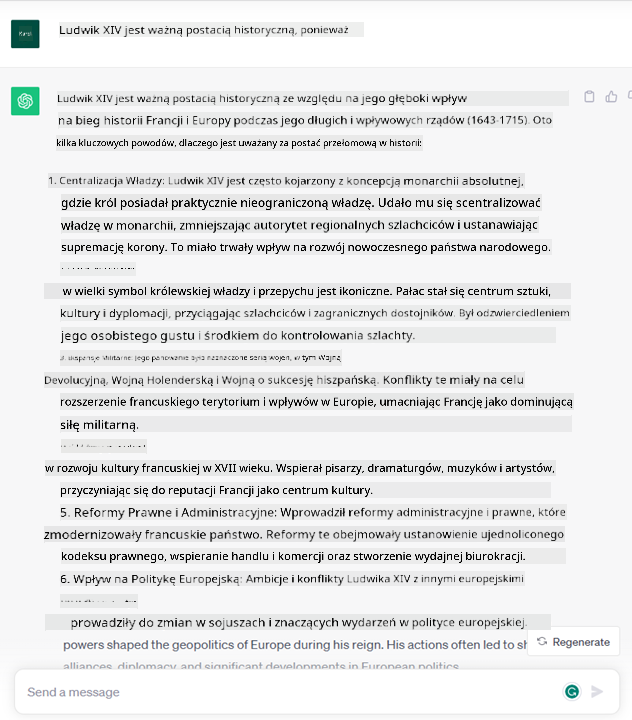 Ludwik XIV jest ważną postacią historyczną, ponieważ
Ludwik XIV jest ważną postacią historyczną ze względu na jego głęboki wpływ
na bieg historii Francji i Europy podczas jego długich i wpływowych rządów (1643-1715). Oto
kilka kluczowych powodów, dlaczego jest uważany za postać przełomową w historii:
1. Centralizacja Władzy: Ludwik XIV jest często kojarzony z koncepcją monarchii absolutnej,
gdzie król posiadał praktycznie nieograniczoną władzę. Udało mu się scentralizować
władzę w monarchii, zmniejszając autorytet regionalnych szlachciców i ustanawiając
supremację korony. To miało trwały wpływ na rozwój nowoczesnego państwa narodowego.
w wielki symbol królewskiej władzy i przepychu jest ikoniczne. Pałac stał się centrum sztuki,
kultury i dyplomacji, przyciągając szlachciców i zagranicznych dostojników. Był odzwierciedleniem
jego osobistego gustu i środkiem do kontrolowania szlachty.
Militarne: Jego panowanie było naznaczone serią wojen, w tym Wojną
Devolucyjną, Wojną Holenderską i Wojną o sukcesję hiszpańską. Konflikty te miały na celu
rozszerzenie francuskiego terytorium i wpływów w Europie, umacniając Francję jako dominującą
siłę militarną.
w rozwoju kultury francuskiej w XVII wieku. Wspierał pisarzy, dramaturgów, muzyków i artystów,
przyczyniając się do reputacji Francji jako centrum kultury.
5. Reformy Prawne i Administracyjne: Wprowadził reformy administracyjne i prawne, które
zmodernizowały francuskie państwo. Reformy te obejmowały ustanowienie ujednoliconego
kodeksu prawnego, wspieranie handlu i komercji oraz stworzenie wydajnej biurokracji.
6. Wpływ na Politykę Europejską: Ambicje i konflikty Ludwika XIV z innymi europejskimi
prowadziły do zmian w sojuszach i znaczących wydarzeń w polityce europejskiej.
powers shaped the geopolitics of Europe during his reign. His actions often led to sh
Regenerate
alliances, diplomacy, and significant developments in European politics.
Send a message